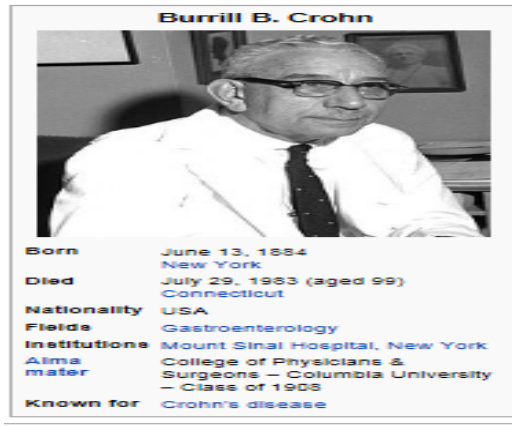 Burrill B. Crohn
Born June 13, 1884
New York
Died July 29, 1983 (aged 99)
Connecticut
Nationality USA
Fields Gastroenterology
Institutions Mount Sinai Hospital, New York
Alma mater College of Physicians &
Surgeons – Columbia University
– Class of 1908
Known for Crohn's disease